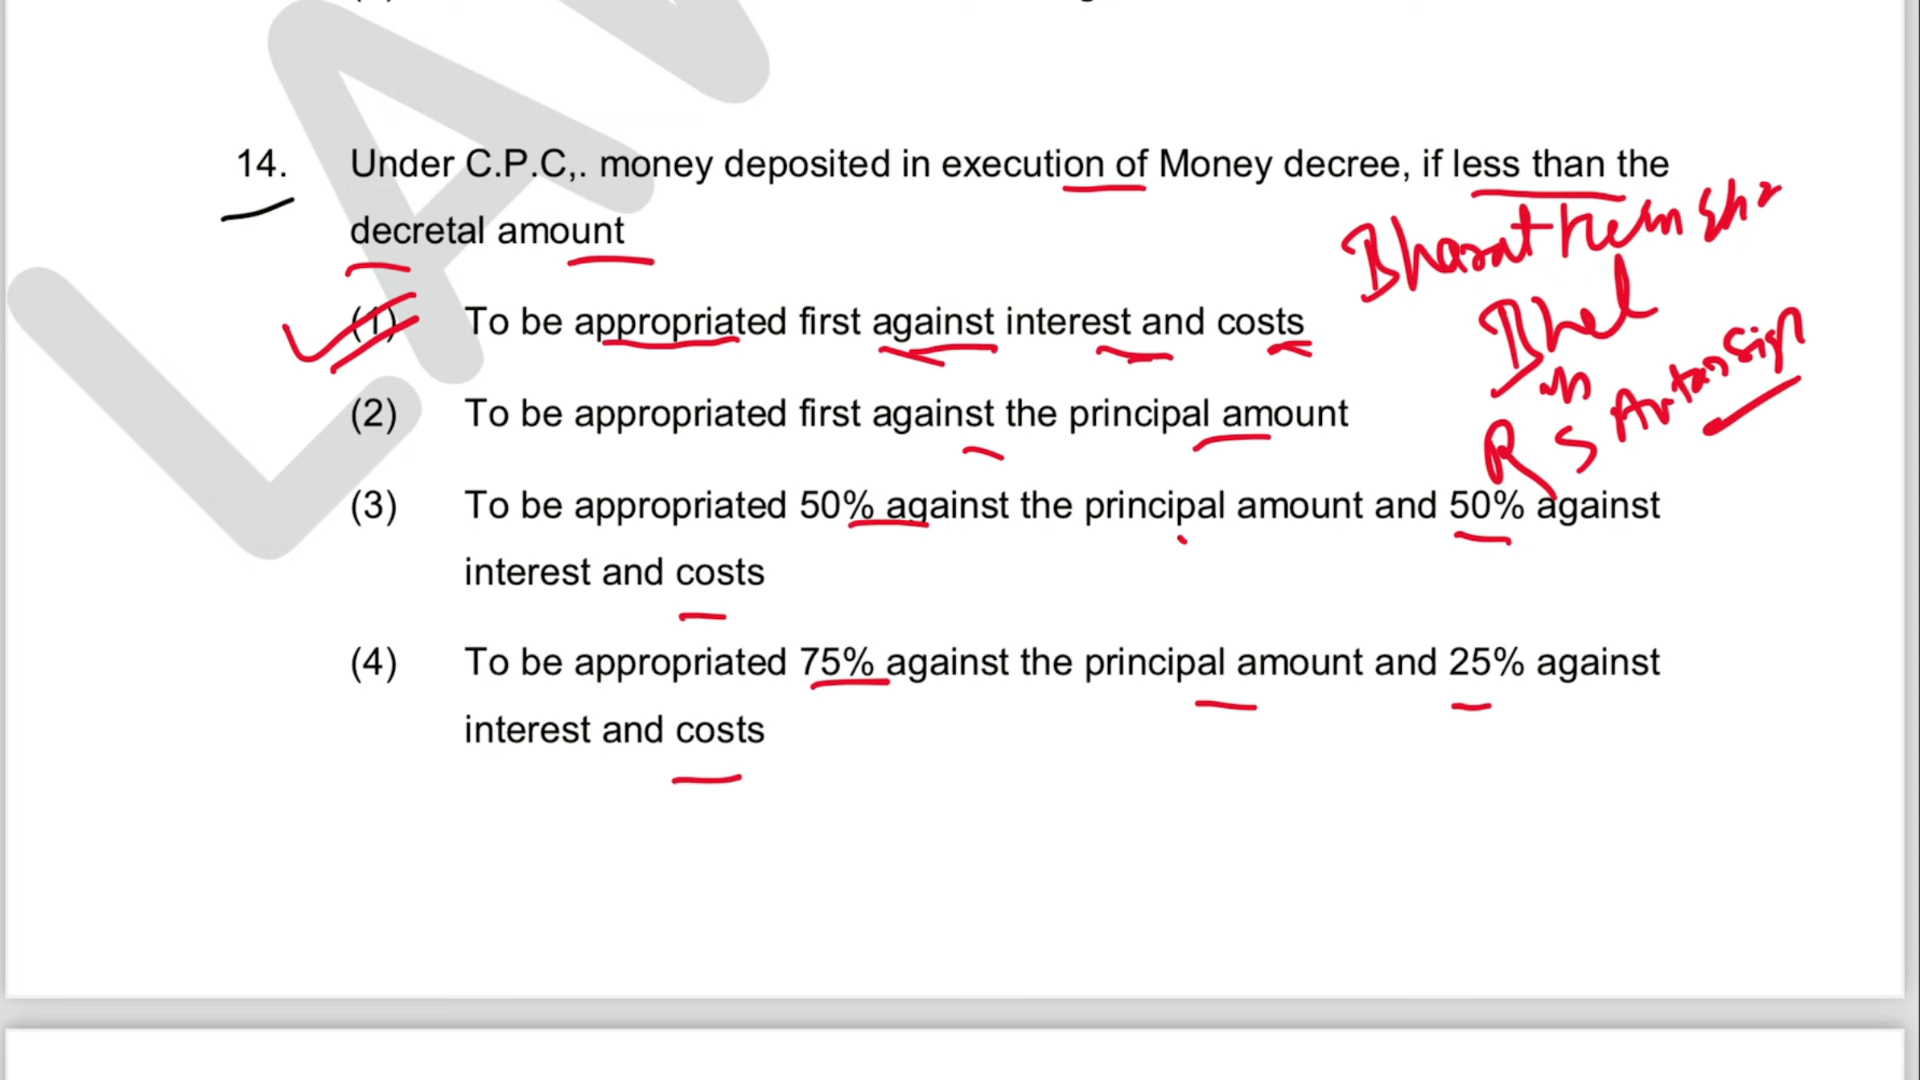 14. Under C.P.C,. money deposited in execution of Money decree, if less than the
decretal amount
(1) To be appropriated first against interest and costs
(2) To be appropriated first against the principal amount
(3) To be appropriated 50% against the principal amount and 50% against
interest and costs
(4) To be appropriated 75% against the principal amount and 25% against
interest and costs
Bharat
Bhel
R S